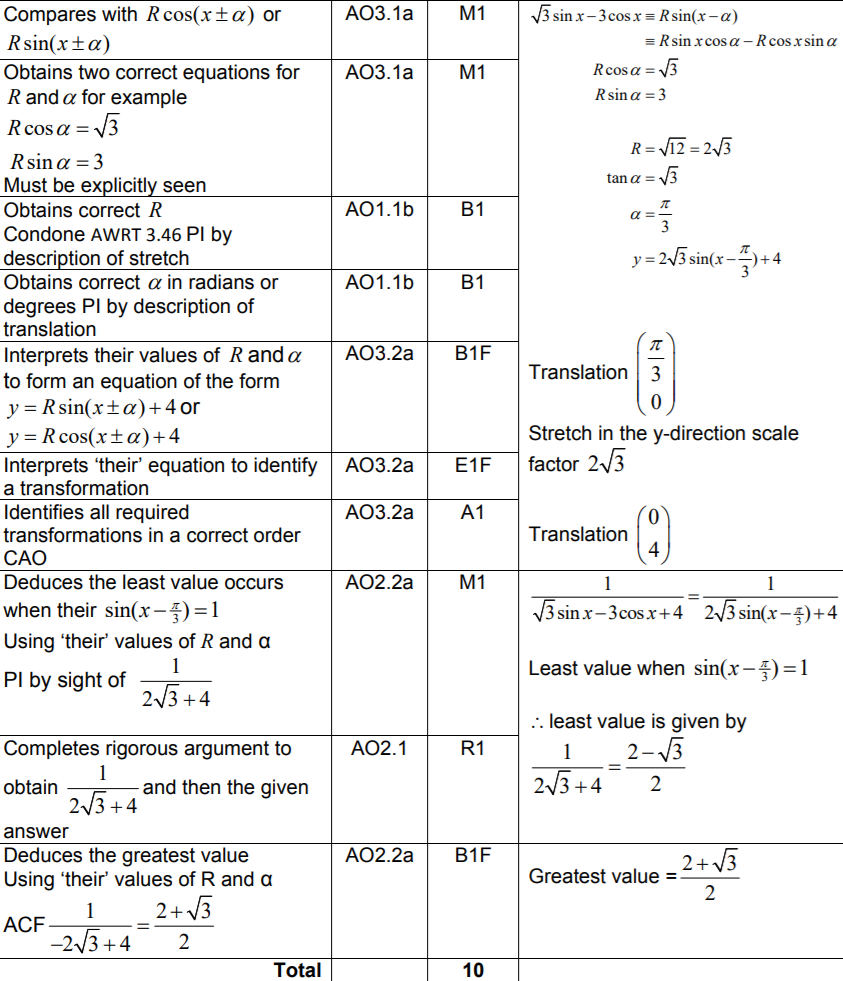 Compares with R cos(x ± α) or
R sin(x ± α)
AO3.1a
M1
√3 sin x − 3cos x ≡ R sin(x − α)
≡ R sin x cos α − R cos x sin α
R cos α = √3
R sin α = 3
R = √12 = 2√3
tan α = √3
α = π/3
y = 2√3 sin(x − π/3) + 4
Obtains two correct equations for
R and α for example
R cos α = √3
R sin α = 3
Must be explicitly seen
AO3.1a
M1
Obtains correct R
Condone AWRT 3.46 PI by
description of stretch
AO1.1b
B1
Obtains correct α in radians or
degrees PI by description of
translation
AO1.1b
B1
Interprets their values of R and α
to form an equation of the form
y = R sin(x ± α) + 4 or
y = R cos(x ± α) + 4
AO3.2a
B1F
Translation (π/3 0)
Stretch in the y-direction scale
factor 2√3
Interprets ‘their’ equation to identify
a transformation
AO3.2a
E1F
Identifies all required
transformations in a correct order
CAO
AO3.2a
A1
Translation (0 4)
Deduces the least value occurs
when their sin(x − π/3) = 1
Using ‘their’ values of R and α
PI by sight of 1/(2√3 + 4)
AO2.2a
M1
1/(√3 sin x − 3cos x + 4) = 1/(2√3 sin(x − π/3) + 4)
Least value when sin(x − π/3) = 1
∴ least value is given by
1/(2√3 + 4) = (2 − √3)/2
Completes rigorous argument to
obtain 1/(2√3 + 4) and then the given
answer
AO2.1
R1
Deduces the greatest value
Using ‘their’ values of R and α
ACF 1/(−2√3 + 4) = (2 + √3)/2
AO2.2a
B1F
Greatest value = (2 + √3)/2
Total
10